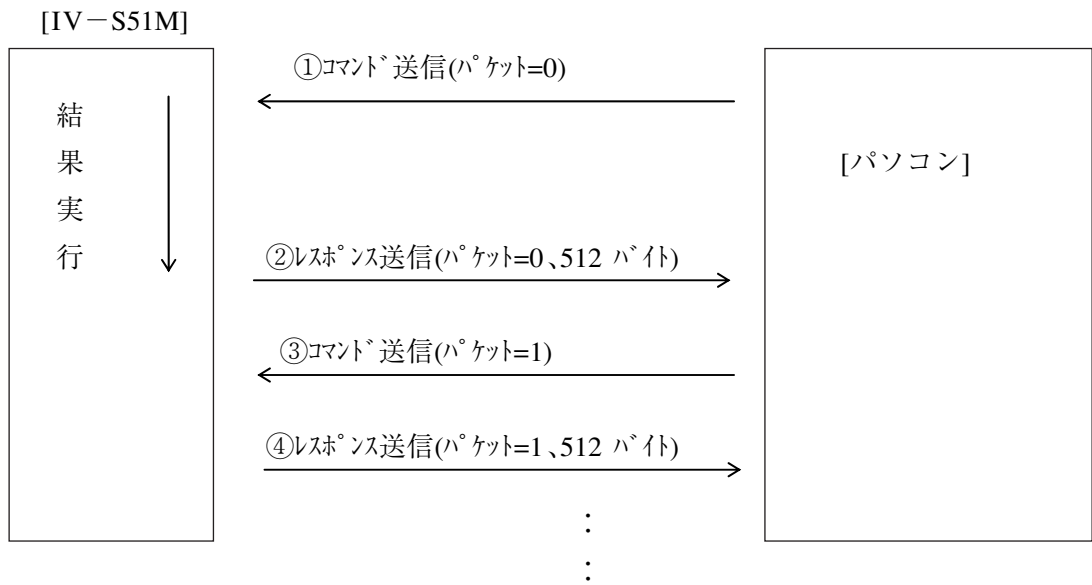 [IV－S51M]
①ｺﾏﾝﾄﾞ送信(ﾊﾟｹｯﾄ=0)
結
果
実
行
[パソコン]
②ﾚｽﾎﾟﾝｽ送信(ﾊﾟｹｯﾄ=0、512 ﾊﾞｲﾄ)
③ｺﾏﾝﾄﾞ送信(ﾊﾟｹｯﾄ=1)
④ﾚｽﾎﾟﾝｽ送信(ﾊﾟｹｯﾄ=1、512 ﾊﾞｲﾄ)
：
：